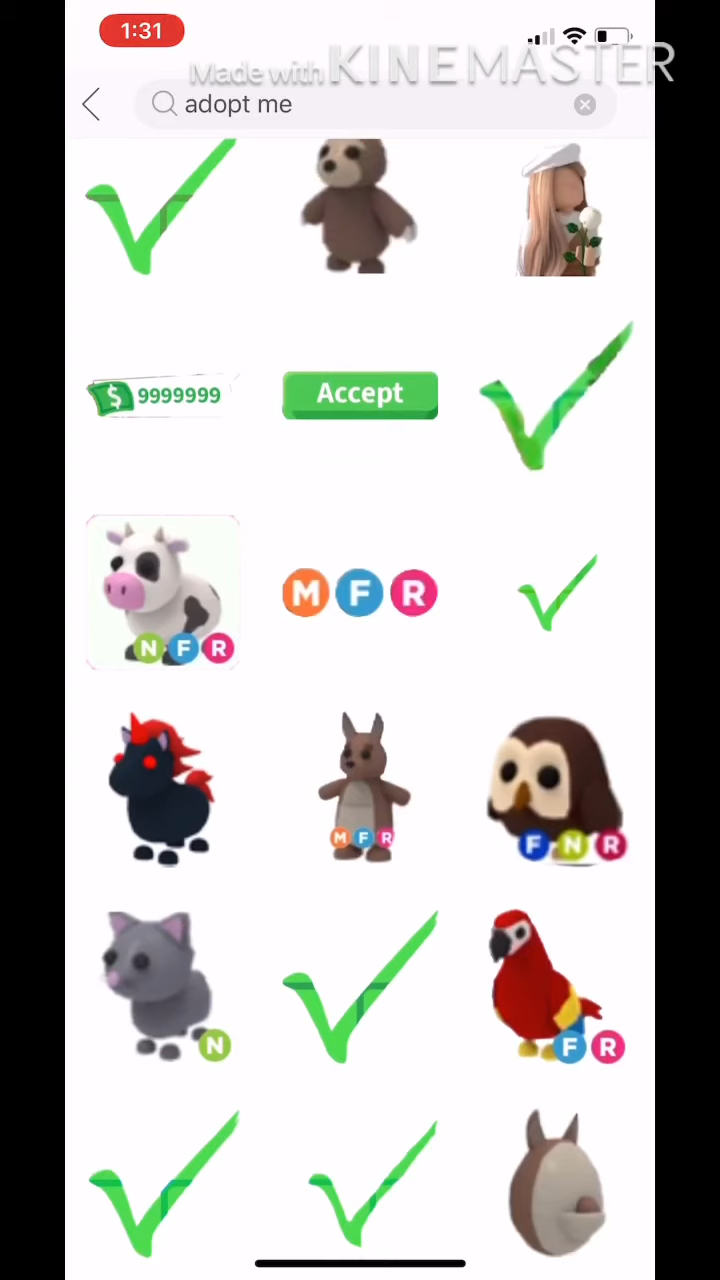 1:31
Made with KINEMASTER
adopt me
$ 9999999
Accept
N F R
M F R
M F R
F N R
N
F R